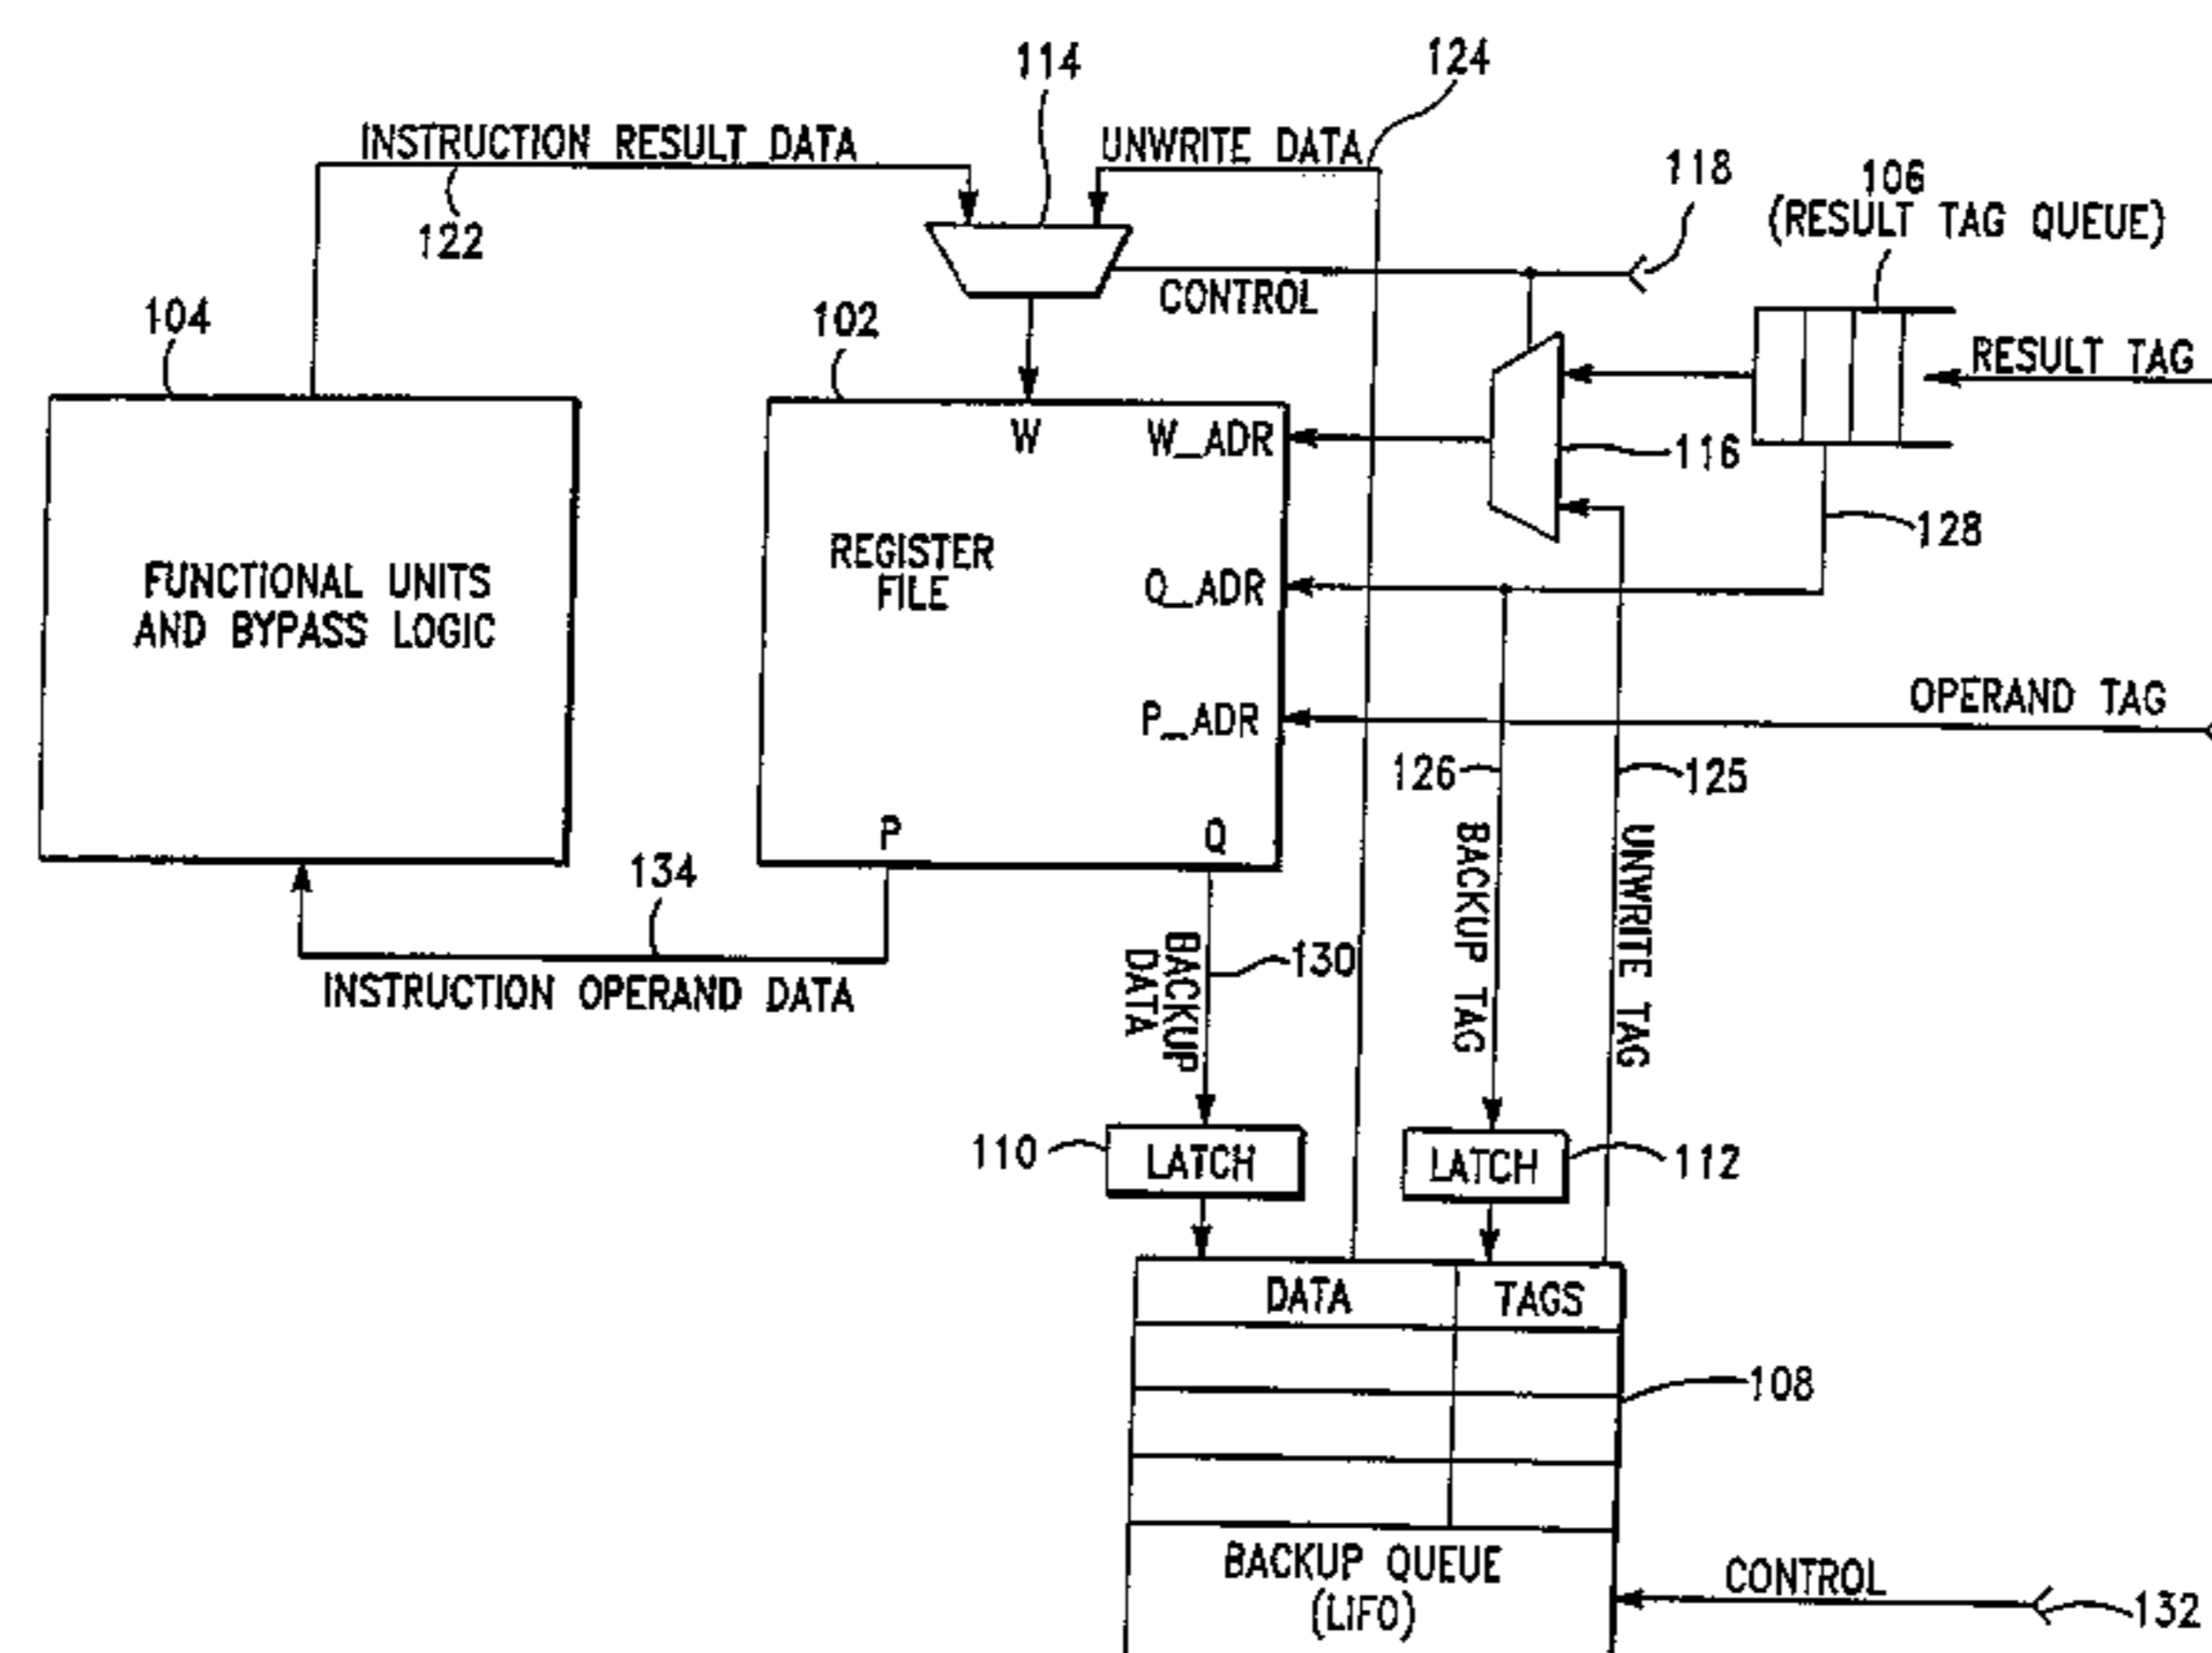 114
124
INSTRUCTION RESULT DATA
UNWRITE DATA
118
106
(RESULT TAG QUEUE)
122
CONTROL
104
102
RESULT TAG
W
W_ADR
116
128
REGISTER
FILE
FUNCTIONAL UNITS
AND BYPASS LOGIC
Q_ADR
OPERAND TAG
P_ADR
126
125
P
Q
134
BACKUP TAG
UNWRITE TAG
130
BACKUP
DATA
INSTRUCTION OPERAND DATA
110
LATCH
LATCH
112
DATA
TAGS
108
BACKUP QUEUE
(LIFO)
CONTROL
132